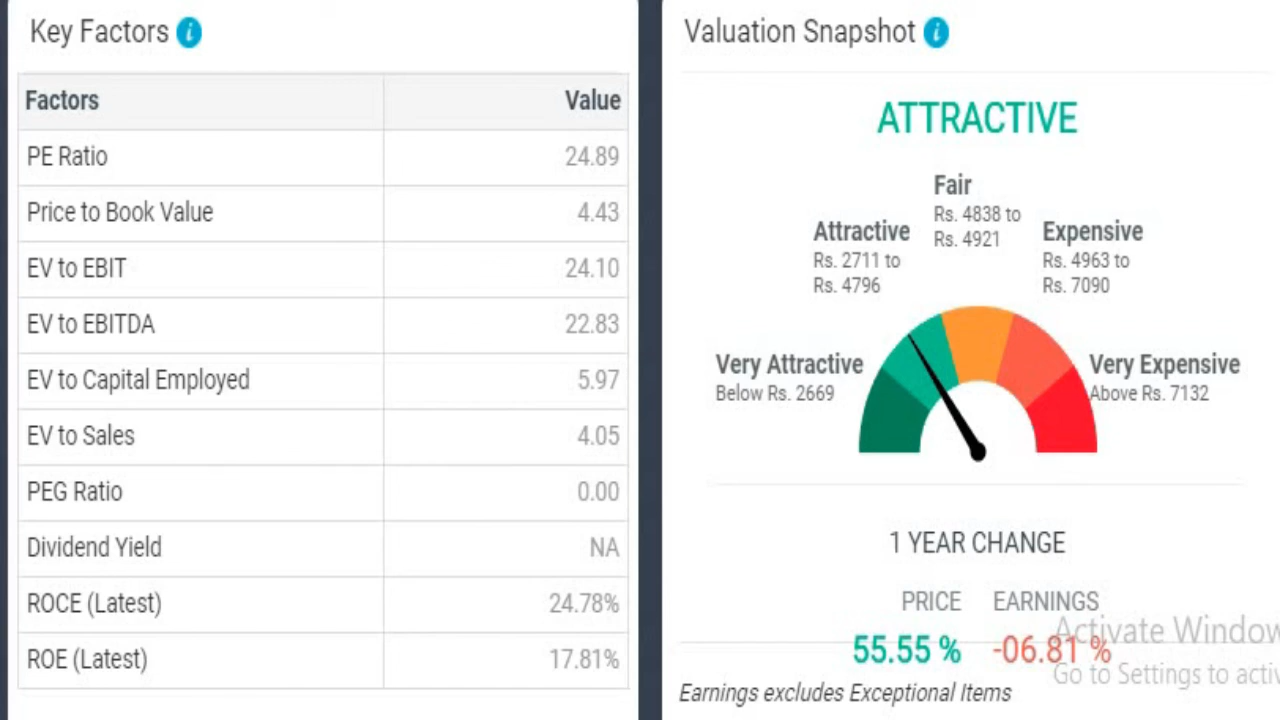 Key Factors i
Factors Value
PE Ratio 24.89
Price to Book Value 4.43
EV to EBIT 24.10
EV to EBITDA 22.83
EV to Capital Employed 5.97
EV to Sales 4.05
PEG Ratio 0.00
Dividend Yield NA
ROCE (Latest) 24.78%
ROE (Latest) 17.81%
Valuation Snapshot i
ATTRACTIVE
Very Attractive
Below Rs. 2669
Attractive
Rs. 2711 to
Rs. 4796
Fair
Rs. 4838 to
Rs. 4921
Expensive
Rs. 4963 to
Rs. 7090
Very Expensive
Above Rs. 7132
1 YEAR CHANGE
PRICE EARNINGS
55.55 % -06.81 %
Earnings excludes Exceptional Items
Activate Window
Go to Settings to activ